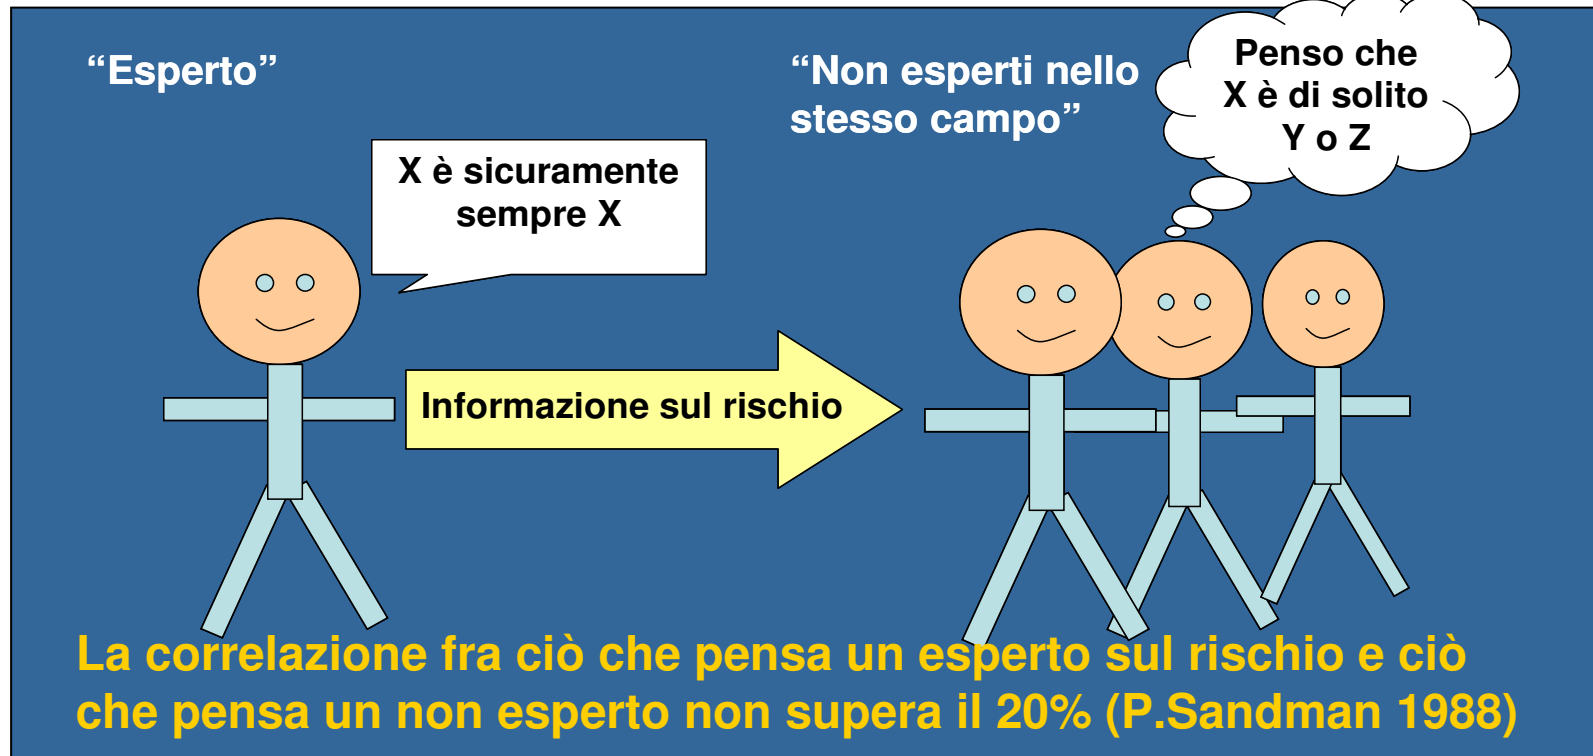 “Esperto”
“Non esperti nello
stesso campo”
Penso che
X è di solito
Y o Z
X è sicuramente
sempre X
Informazione sul rischio
La correlazione fra ciò che pensa un esperto sul rischio e ciò
che pensa un non esperto non supera il 20% (P.Sandman 1988)